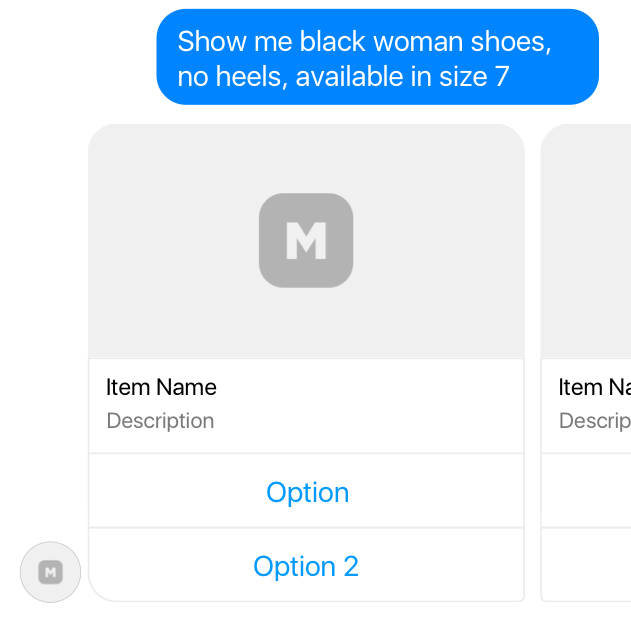 Show me black woman shoes,
no heels, available in size 7
M
Item Name
Description
Option
Option 2
M
Item Na
Descrip